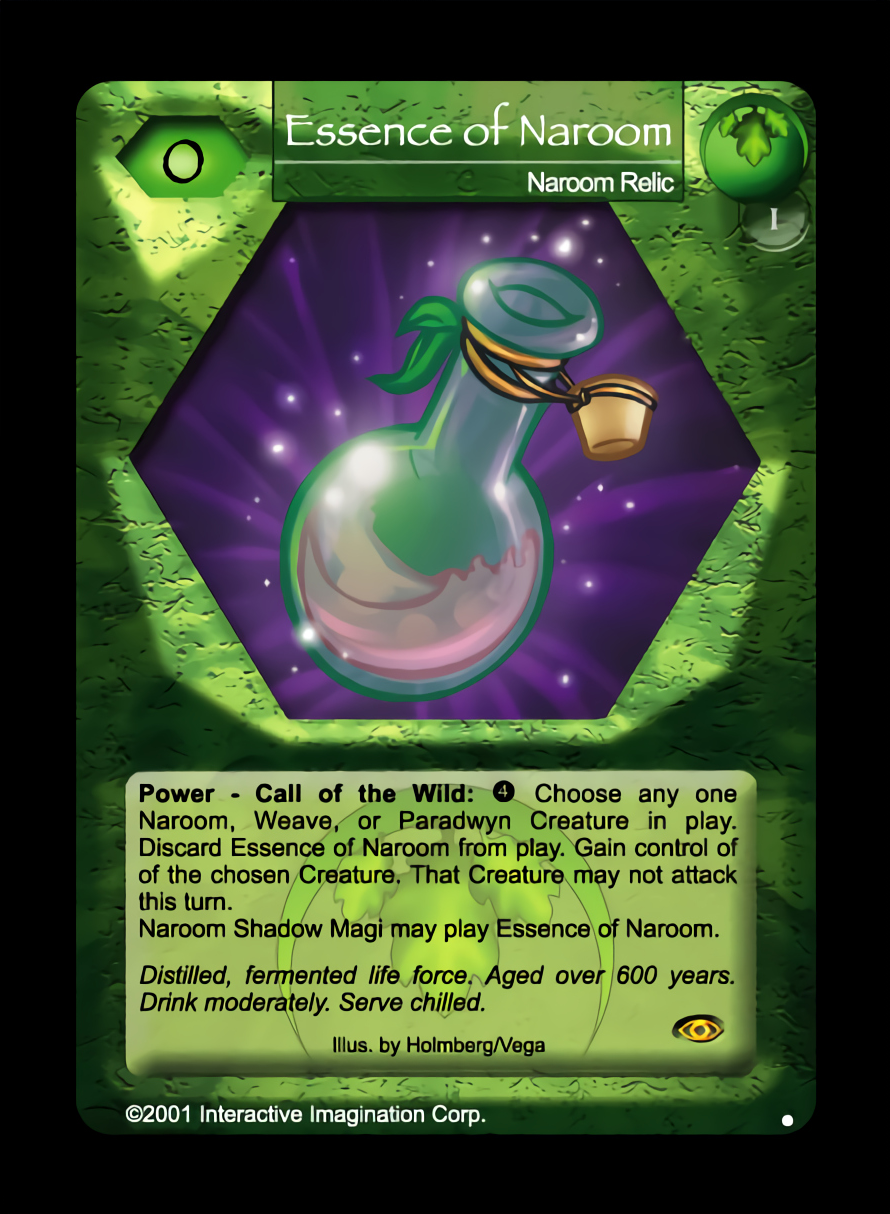 0
Essence of Naroom
Naroom Relic
I
Power - Call of the Wild: 4 Choose any one
Naroom, Weave, or Paradwyn Creature in play.
Discard Essence of Naroom from play. Gain control of
of the chosen Creature. That Creature may not attack
this turn.
Naroom Shadow Magi may play Essence of Naroom.
Distilled, fermented life force. Aged over 600 years.
Drink moderately. Serve chilled.
Illus. by Holmberg/Vega
©2001 Interactive Imagination Corp.